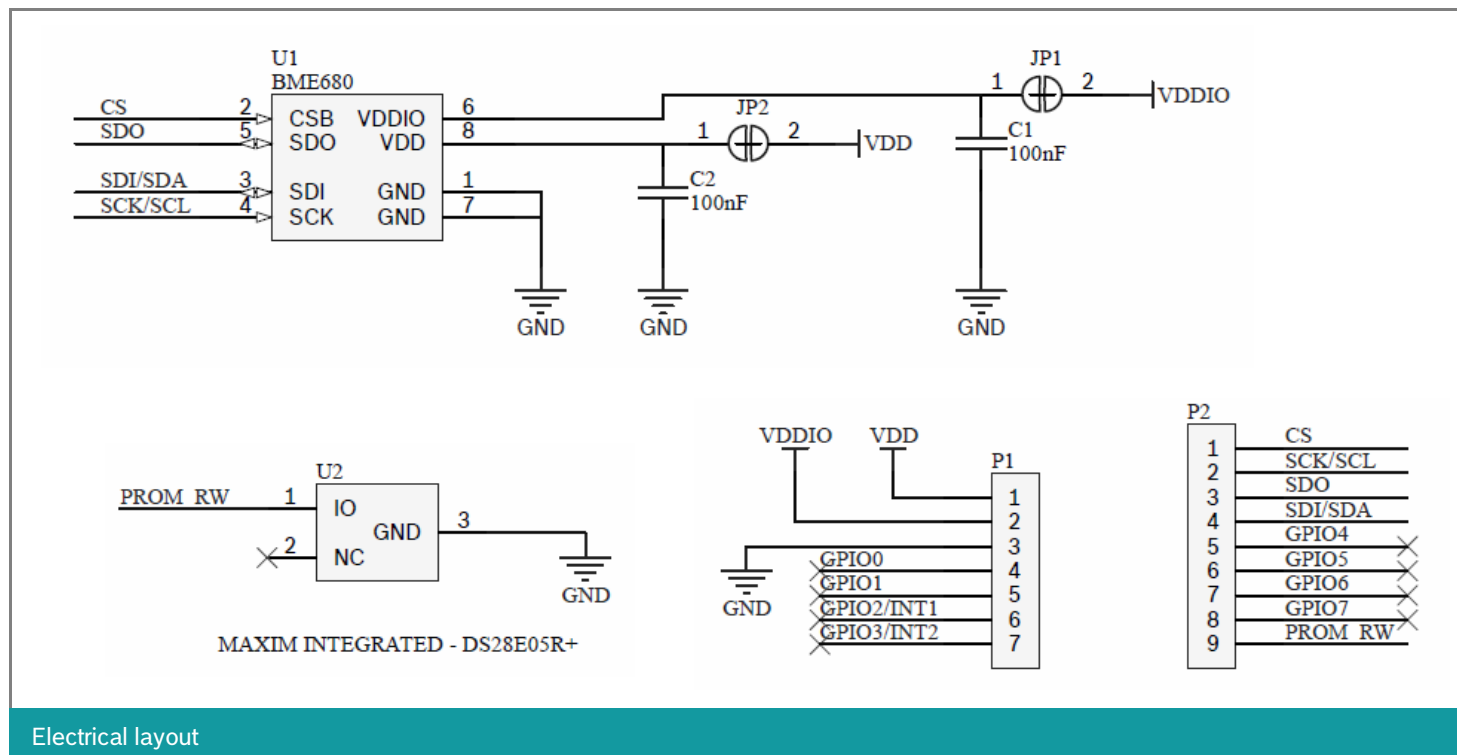 U1
BME680
CS 2 CSB VDDIO 6
SDO 5 SDO VDD 8
SDI/SDA 3 SDI GND 1
SCK/SCL 4 SCK GND 7
JP2
1 2 VDD
C2
100nF
JP1
1 2 VDDIO
C1
100nF
GND GND GND
U2
PROM_RW 1 IO
GND 3
2 NC
GND
MAXIM INTEGRATED - DS28E05R+
VDDIO VDD
P1
1
2
3
GPIO0 4
GPIO1 5
GPIO2/INT1 6
GPIO3/INT2 7
GND
P2
1 CS
2 SCK/SCL
3 SDO
4 SDI/SDA
5 GPIO4
6 GPIO5
7 GPIO6
8 GPIO7
9 PROM_RW
Electrical layout